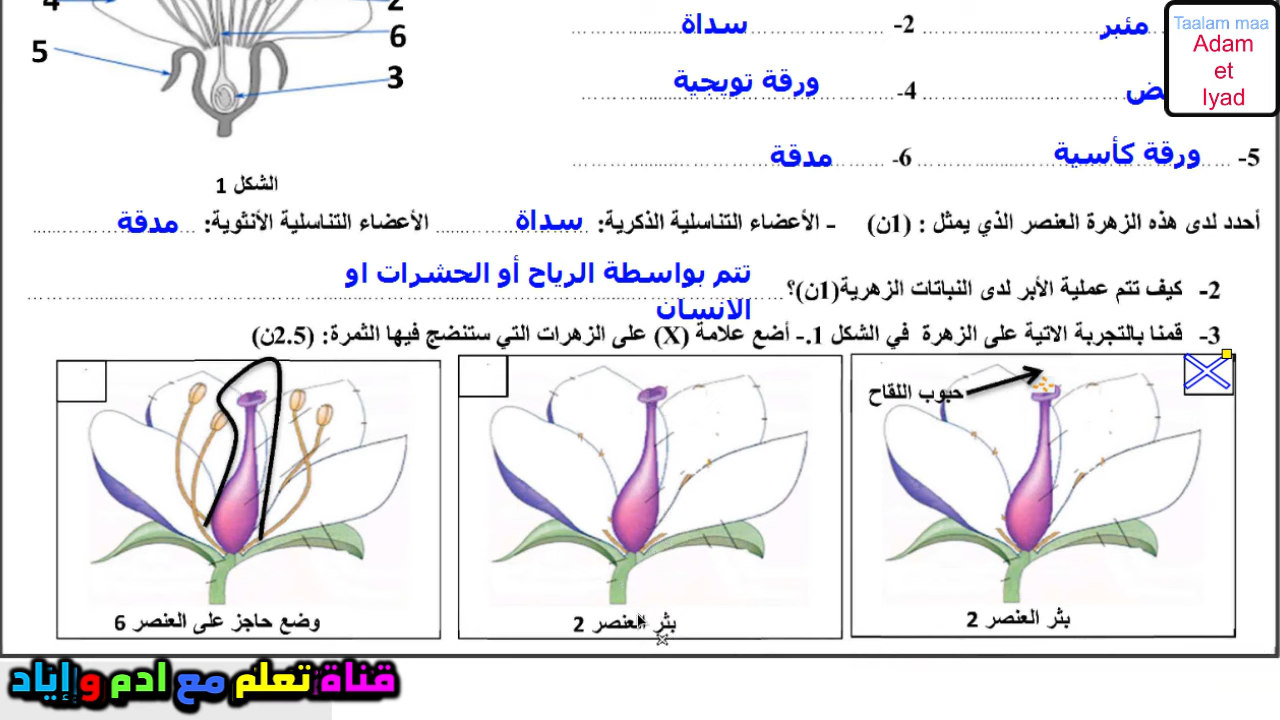 4
2
6
5
3
الشكل 1
Taalam maa
Adam
et
Iyad
مئبر
2- سداة
4- ورقة تويجية
5- ورقة كأسية
6- مدقة
أحدد لدى هذه الزهرة العنصر الذي يمثل : (1ن) - الأعضاء التناسلية الذكرية: سداة الأعضاء التناسلية الأنثوية: مدقة
2- كيف تتم عملية الأبر لدى النباتات الزهرية(1ن)؟ تتم بواسطة الرياح أو الحشرات او
الانسان
3- قمنا بالتجربة الاتية على الزهرة في الشكل 1.- أضع علامة (X) على الزهرات التي ستنضج فيها الثمرة: (2.5ن)
حبوب اللقاح
بثر العنصر 2
بثر العنصر 2
وضع حاجز على العنصر 6
قناة تعلم مع ادم وإياد